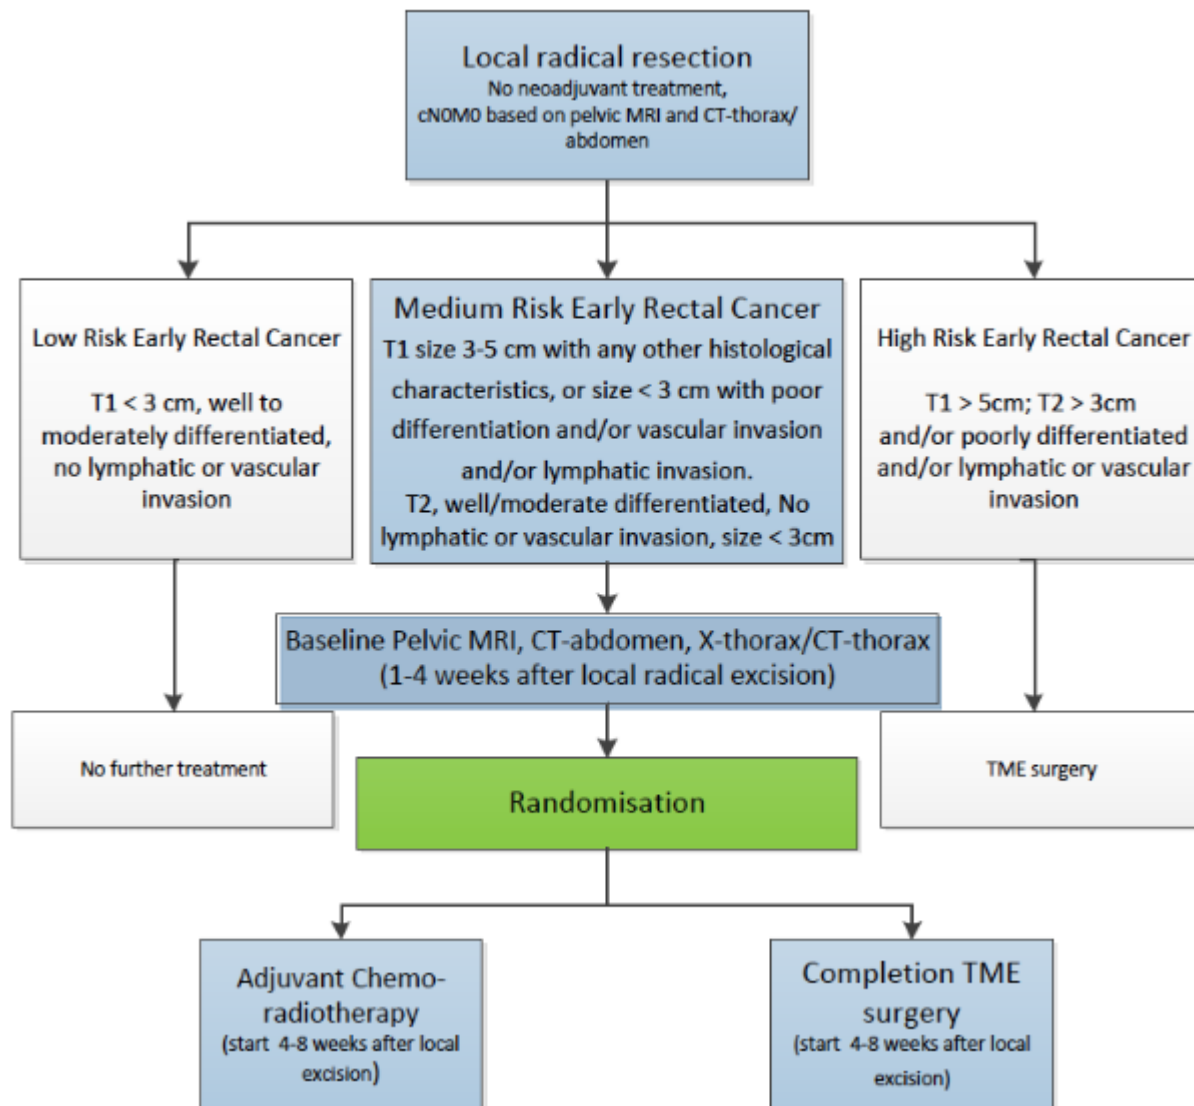 Local radical resection
No neoadjuvant treatment,
cN0M0 based on pelvic MRI and CT-thorax/
abdomen
Low Risk Early Rectal Cancer
T1 < 3 cm, well to
moderately differentiated,
no lymphatic or vascular
invasion
Medium Risk Early Rectal Cancer
T1 size 3-5 cm with any other histological
characteristics, or size < 3 cm with poor
differentiation and/or vascular invasion
and/or lymphatic invasion.
T2, well/moderate differentiated, No
lymphatic or vascular invasion, size < 3cm
High Risk Early Rectal Cancer
T1 > 5cm; T2 > 3cm
and/or poorly differentiated
and/or lymphatic or vascular
invasion
Baseline Pelvic MRI, CT-abdomen, X-thorax/CT-thorax
(1-4 weeks after local radical excision)
No further treatment
Randomisation
TME surgery
Adjuvant Chemo-
radiotherapy
(start 4-8 weeks after local
excision)
Completion TME
surgery
(start 4-8 weeks after local
excision)